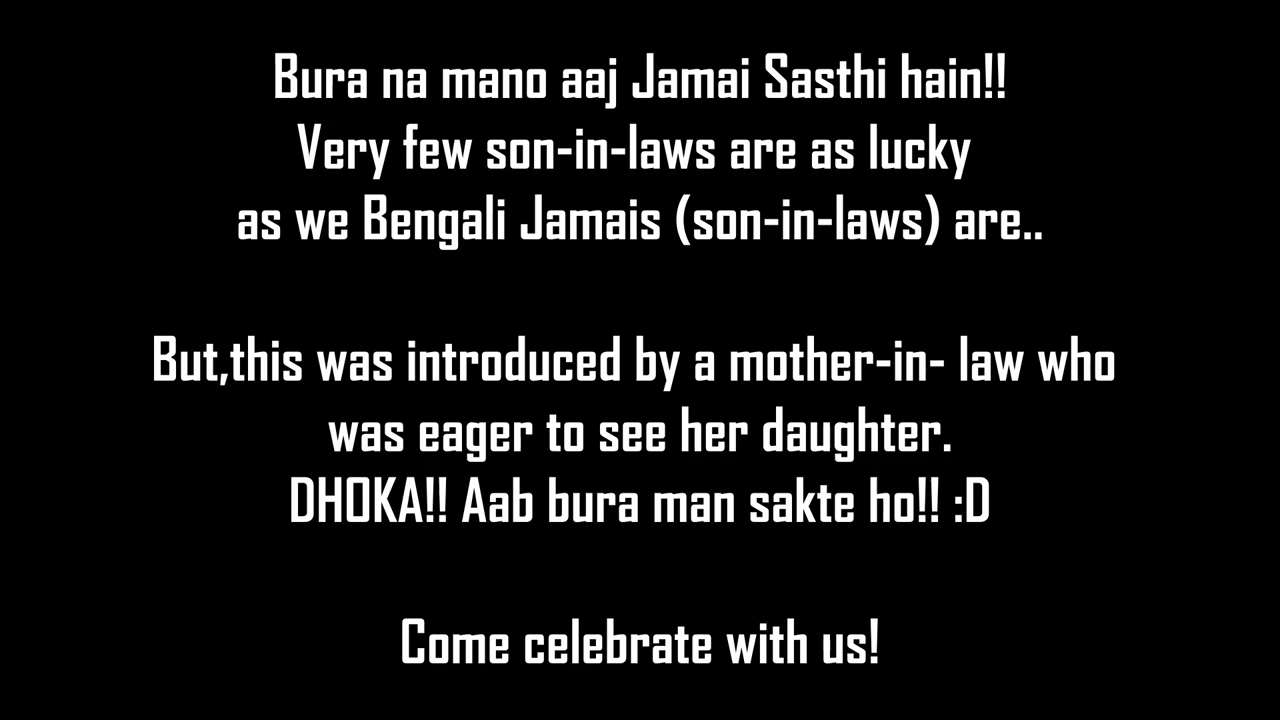 Bura na mano aaj Jamai Sasthi hain!!
Very few son-in-laws are as lucky
as we Bengali Jamais (son-in-laws) are..
But,this was introduced by a mother-in- law who
was eager to see her daughter.
DHOKA!! Aab bura man sakte ho!! :D
Come celebrate with us!